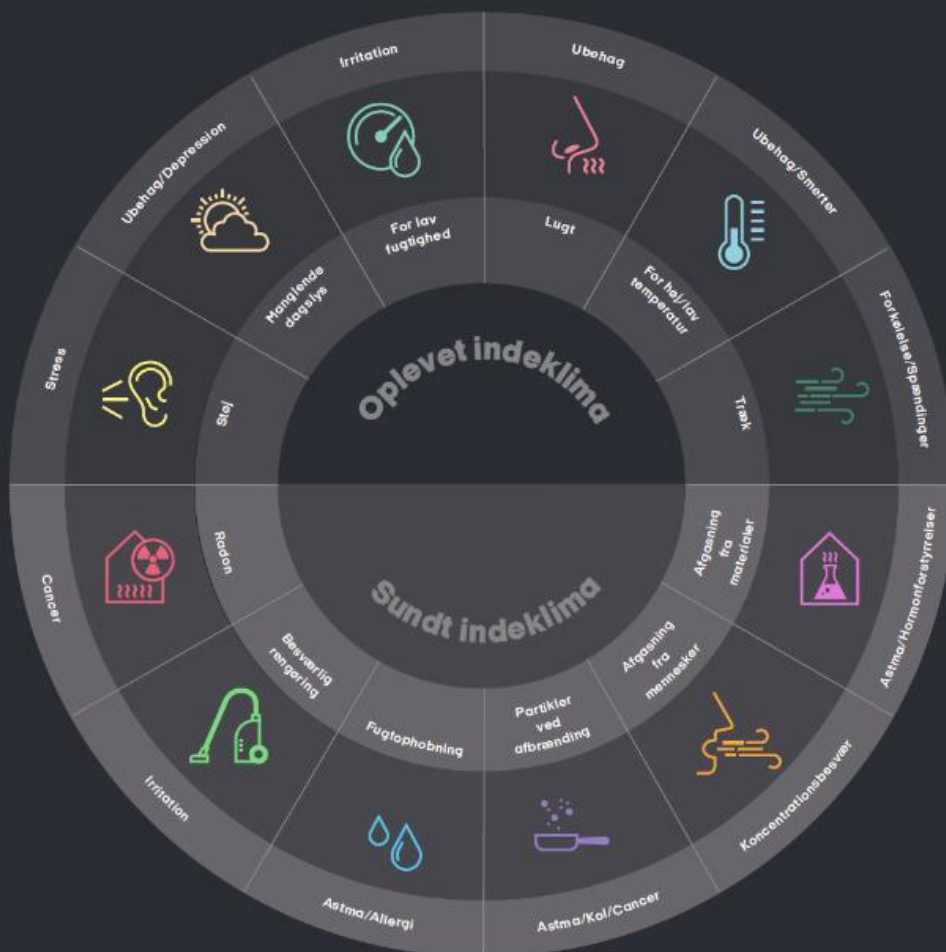 Irritation
Ubehag
Ubehag/Smerter
Forkølelse/Spændinger
Astma/Hormonforstyrrelser
Koncentrationsbesvær
Astma/Kol/Cancer
Astma/Allergi
Irritation
Cancer
Stress
Ubehag/Depression
For lav
fugtighed
Lugt
For høj/lav
temperatur
Træk
Afgasning
fra
materialer
Afgasning
fra
mennesker
Partikler
ved
afbrænding
Fugtophobning
Besværlig
rengøring
Radon
Støj
Manglende
dagslys
Oplevet indeklima
Sundt indeklima